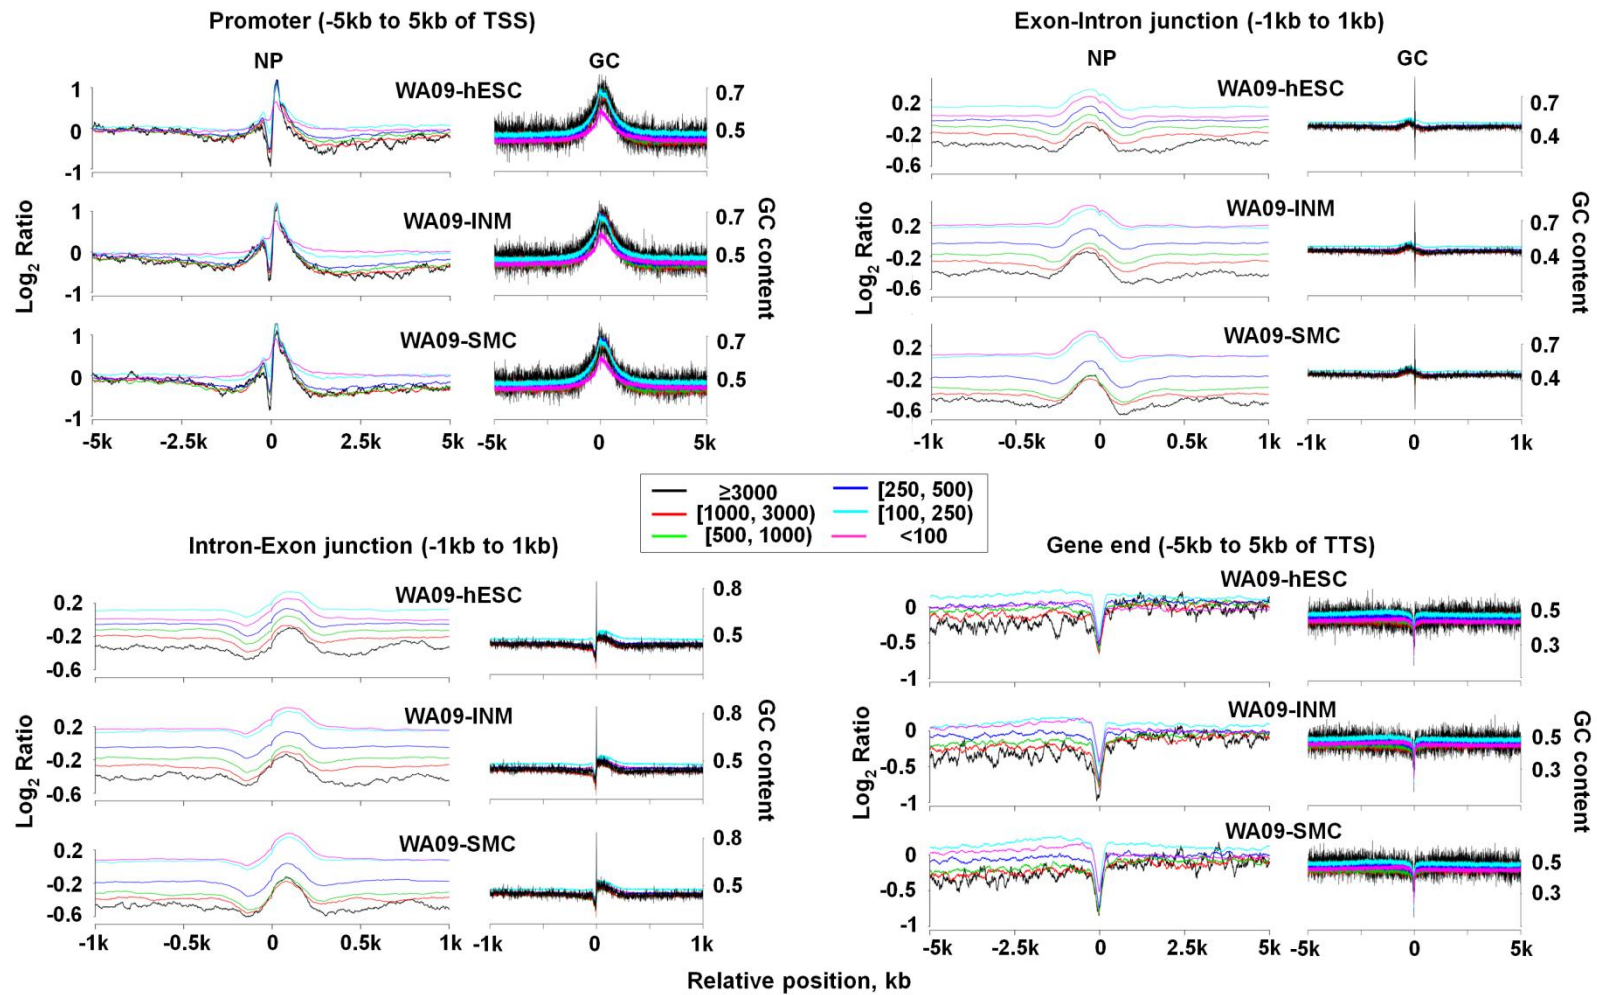 Promoter (-5kb to 5kb of TSS)
NP
GC
WA09-hESC
1
0
-1
0.7
0.5
WA09-INM
1
0
-1
0.7
0.5
WA09-SMC
1
0
-1
0.7
0.5
Log2 Ratio
GC content
-5k -2.5k 0 2.5k 5k
-5k 0 5k
Exon-Intron junction (-1kb to 1kb)
NP
GC
WA09-hESC
0.2
-0.2
-0.6
0.7
0.4
WA09-INM
0.2
-0.2
-0.6
0.7
0.4
WA09-SMC
0.2
-0.2
-0.6
0.7
0.4
Log2 Ratio
GC content
-1k -0.5k 0 0.5k 1k
-1k 0 1k
≥3000
[1000, 3000)
[500, 1000)
[250, 500)
[100, 250)
<100
Intron-Exon junction (-1kb to 1kb)
WA09-hESC
0.2
-0.2
-0.6
0.8
0.5
WA09-INM
0.2
-0.2
-0.6
0.8
0.5
WA09-SMC
0.2
-0.2
-0.6
0.8
0.5
Log2 Ratio
GC content
-1k -0.5k 0 0.5k 1k
-1k 0 1k
Gene end (-5kb to 5kb of TTS)
WA09-hESC
0
-0.5
-1
0.5
0.3
WA09-INM
0
-0.5
-1
0.5
0.3
WA09-SMC
0
-0.5
-1
0.5
0.3
Log2 Ratio
GC content
-5k -2.5k 0 2.5k 5k
-5k 0 5k
Relative position, kb